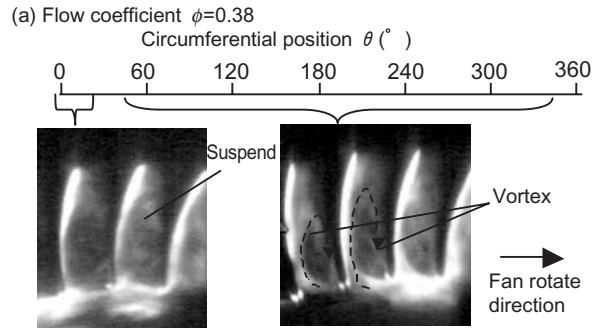 (a) Flow coefficient ϕ=0.38
Circumferential position θ (°)
0 60 120 180 240 300 360
Suspend
Vortex
Fan rotate
direction